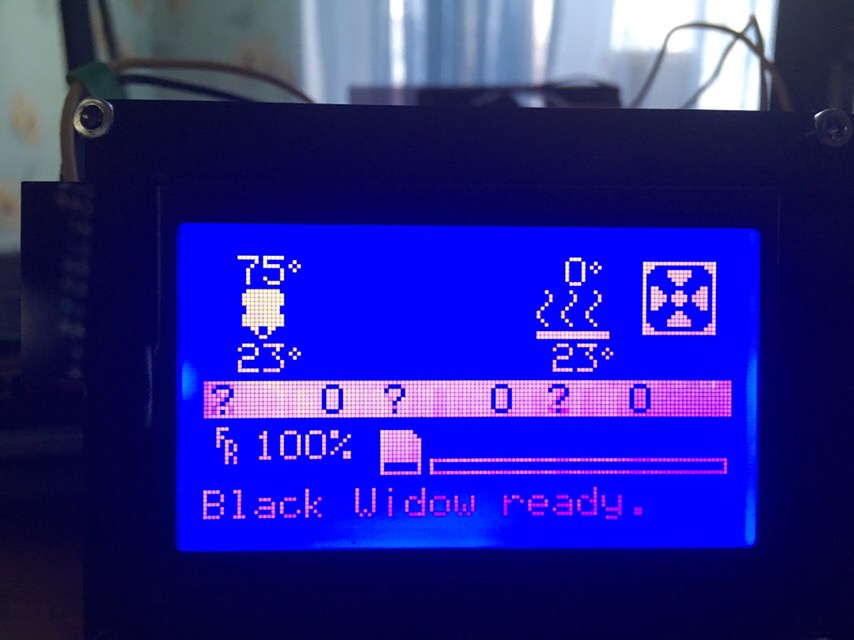 75° 0°
23° 23°
? 0 ? 0 ? 0
FR 100%
Black Widow ready.